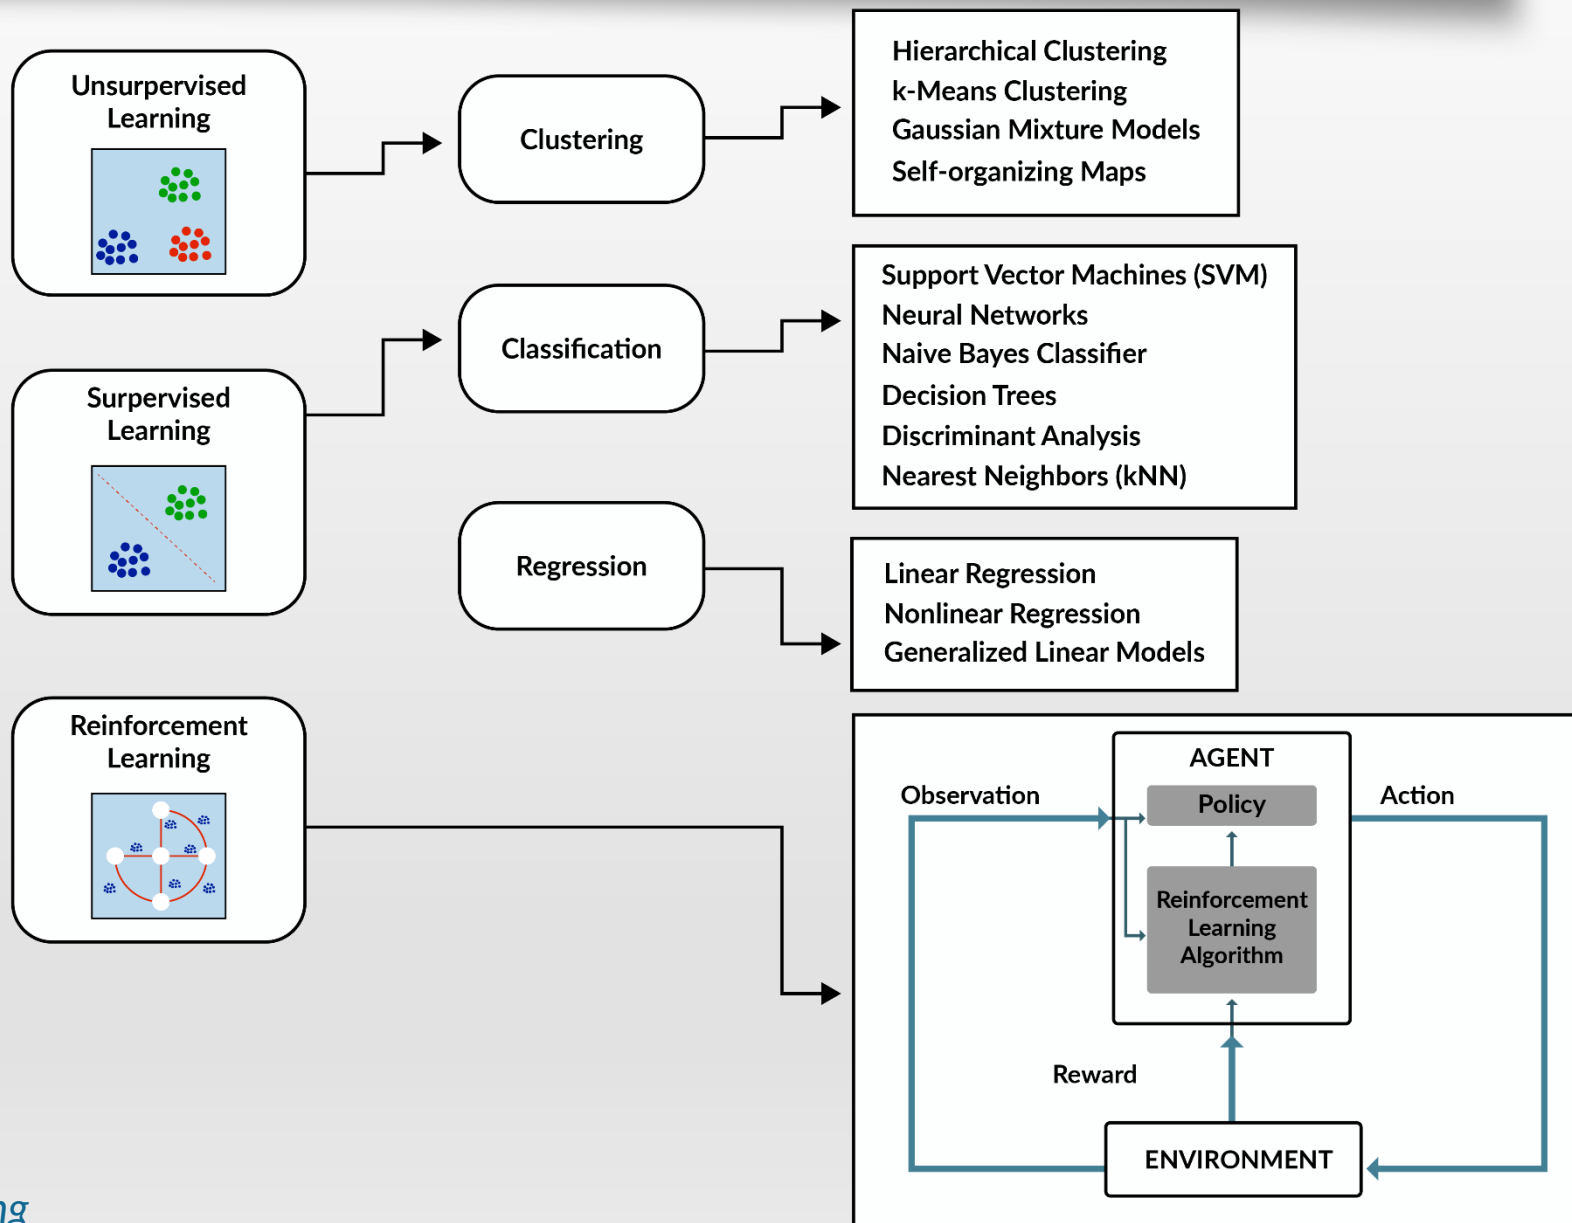 Unsurpervised
Learning
Clustering
Hierarchical Clustering
k-Means Clustering
Gaussian Mixture Models
Self-organizing Maps
Surpervised
Learning
Classification
Support Vector Machines (SVM)
Neural Networks
Naive Bayes Classifier
Decision Trees
Discriminant Analysis
Nearest Neighbors (kNN)
Regression
Linear Regression
Nonlinear Regression
Generalized Linear Models
Reinforcement
Learning
AGENT
Observation
Policy
Action
Reinforcement
Learning
Algorithm
Reward
ENVIRONMENT
ng